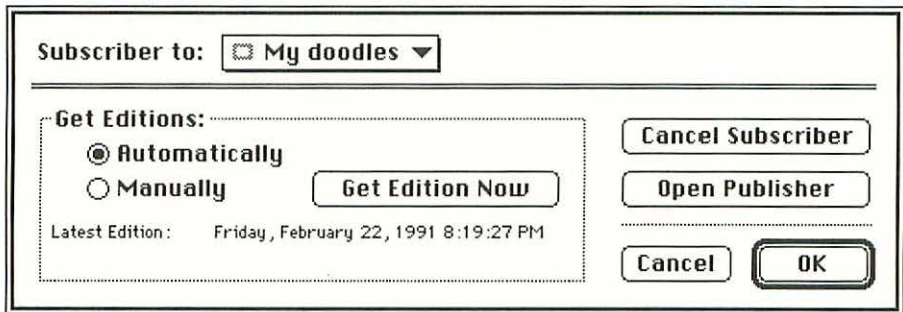 Subscriber to: My doodles
Get Editions:
Automatically
Manually
Get Edition Now
Latest Edition: Friday, February 22, 1991 8:19:27 PM
Cancel Subscriber
Open Publisher
Cancel
OK